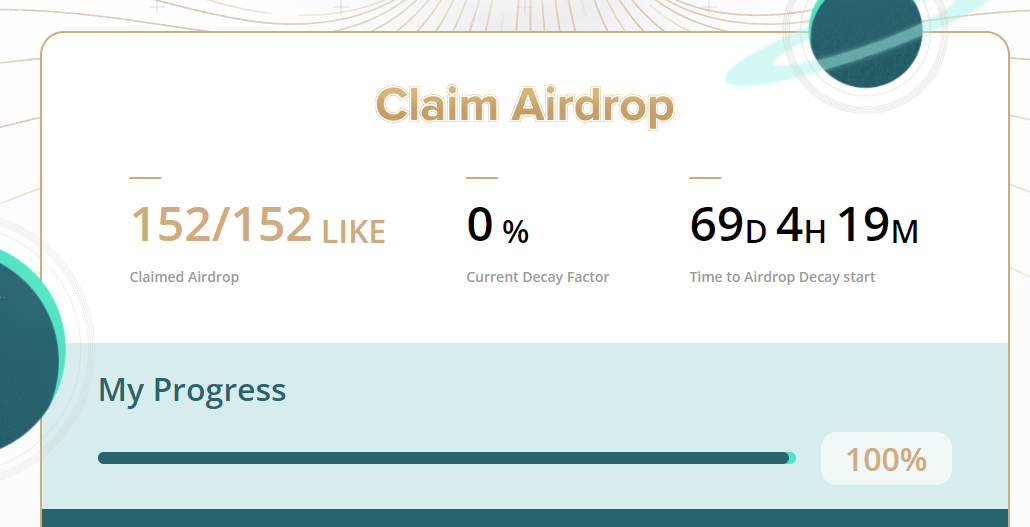 Claim Airdrop
152/152 LIKE
Claimed Airdrop
0 %
Current Decay Factor
69D 4H 19M
Time to Airdrop Decay start
My Progress
100%